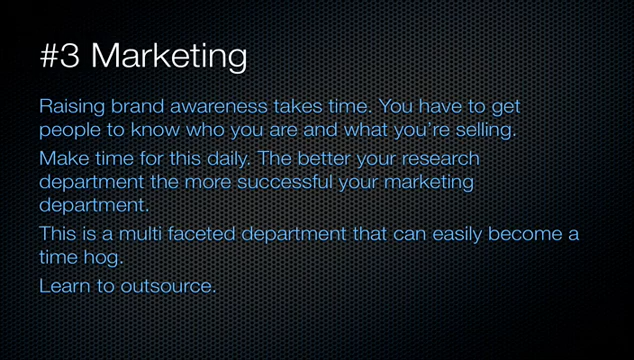 #3 Marketing
Raising brand awareness takes time. You have to get
people to know who you are and what you're selling.
Make time for this daily. The better your research
department the more successful your marketing
department.
This is a multi faceted department that can easily become a
time hog.
Learn to outsource.